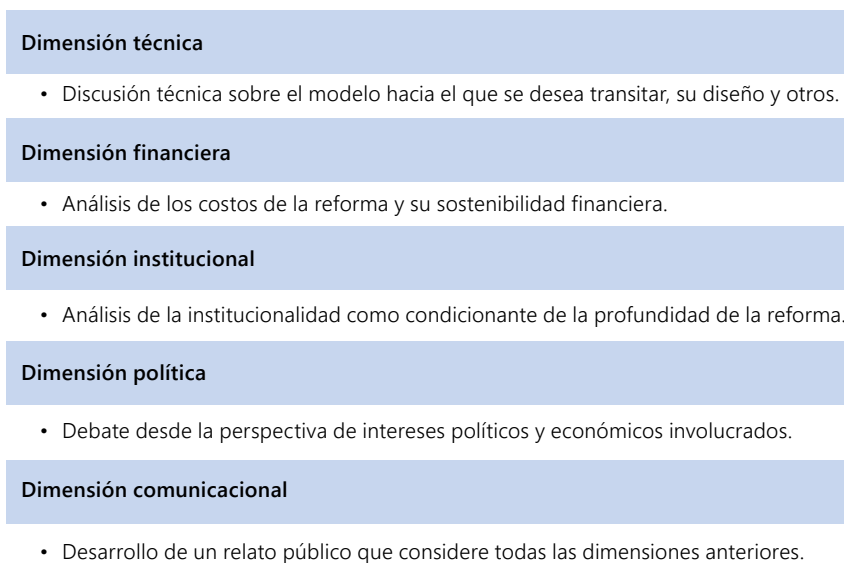 Dimensión técnica
• Discusión técnica sobre el modelo hacia el que se desea transitar, su diseño y otros.
Dimensión financiera
• Análisis de los costos de la reforma y su sostenibilidad financiera.
Dimensión institucional
• Análisis de la institucionalidad como condicionante de la profundidad de la reforma.
Dimensión política
• Debate desde la perspectiva de intereses políticos y económicos involucrados.
Dimensión comunicacional
• Desarrollo de un relato público que considere todas las dimensiones anteriores.